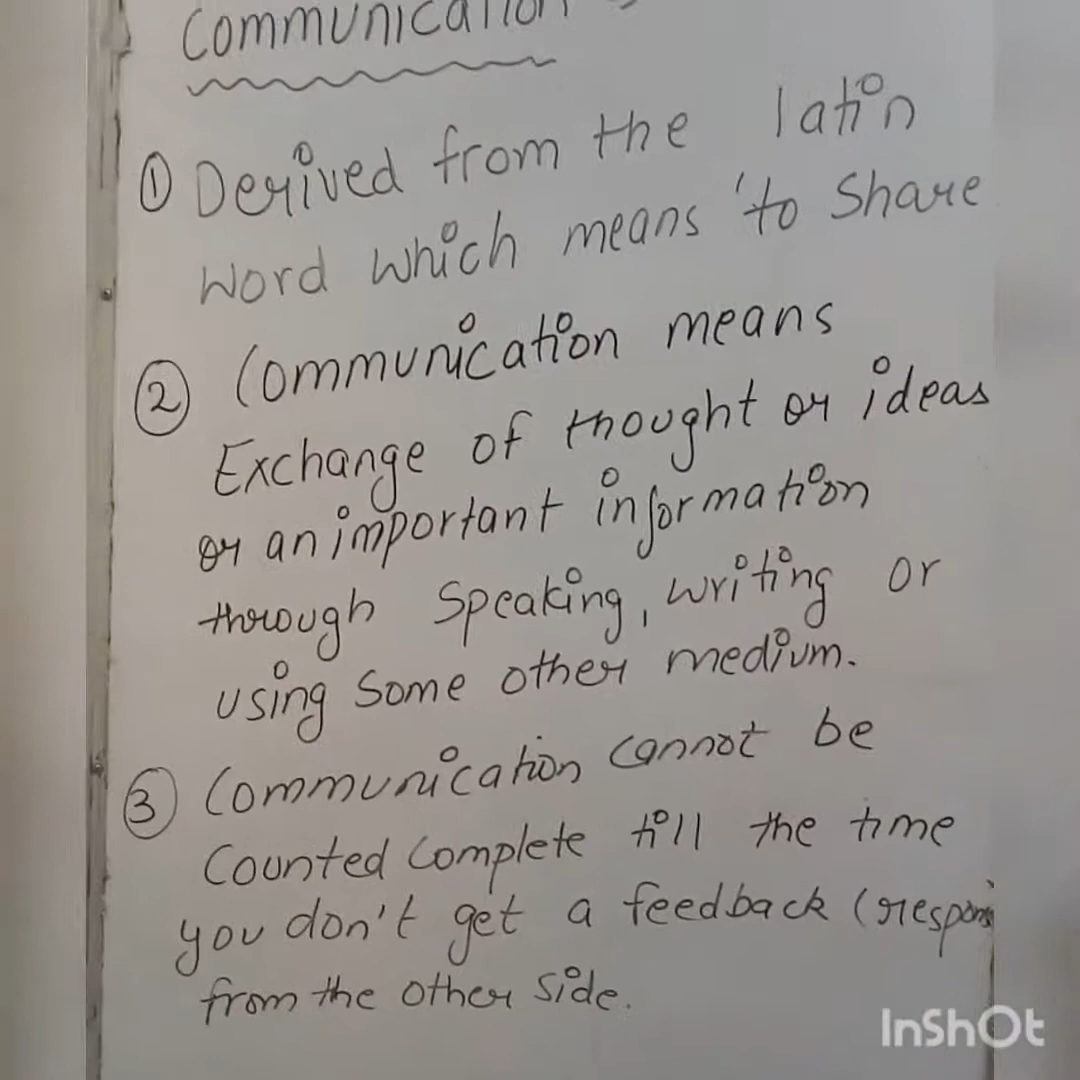 Communication
① Derived from the latin
word which means 'to Share
② Communication means
Exchange of thought or ideas
or an important information
through Speaking, writing or
using Some other medium.
③ Communication cannot be
Counted Complete till the time
you don't get a feedback (
from the other side.
InShOt